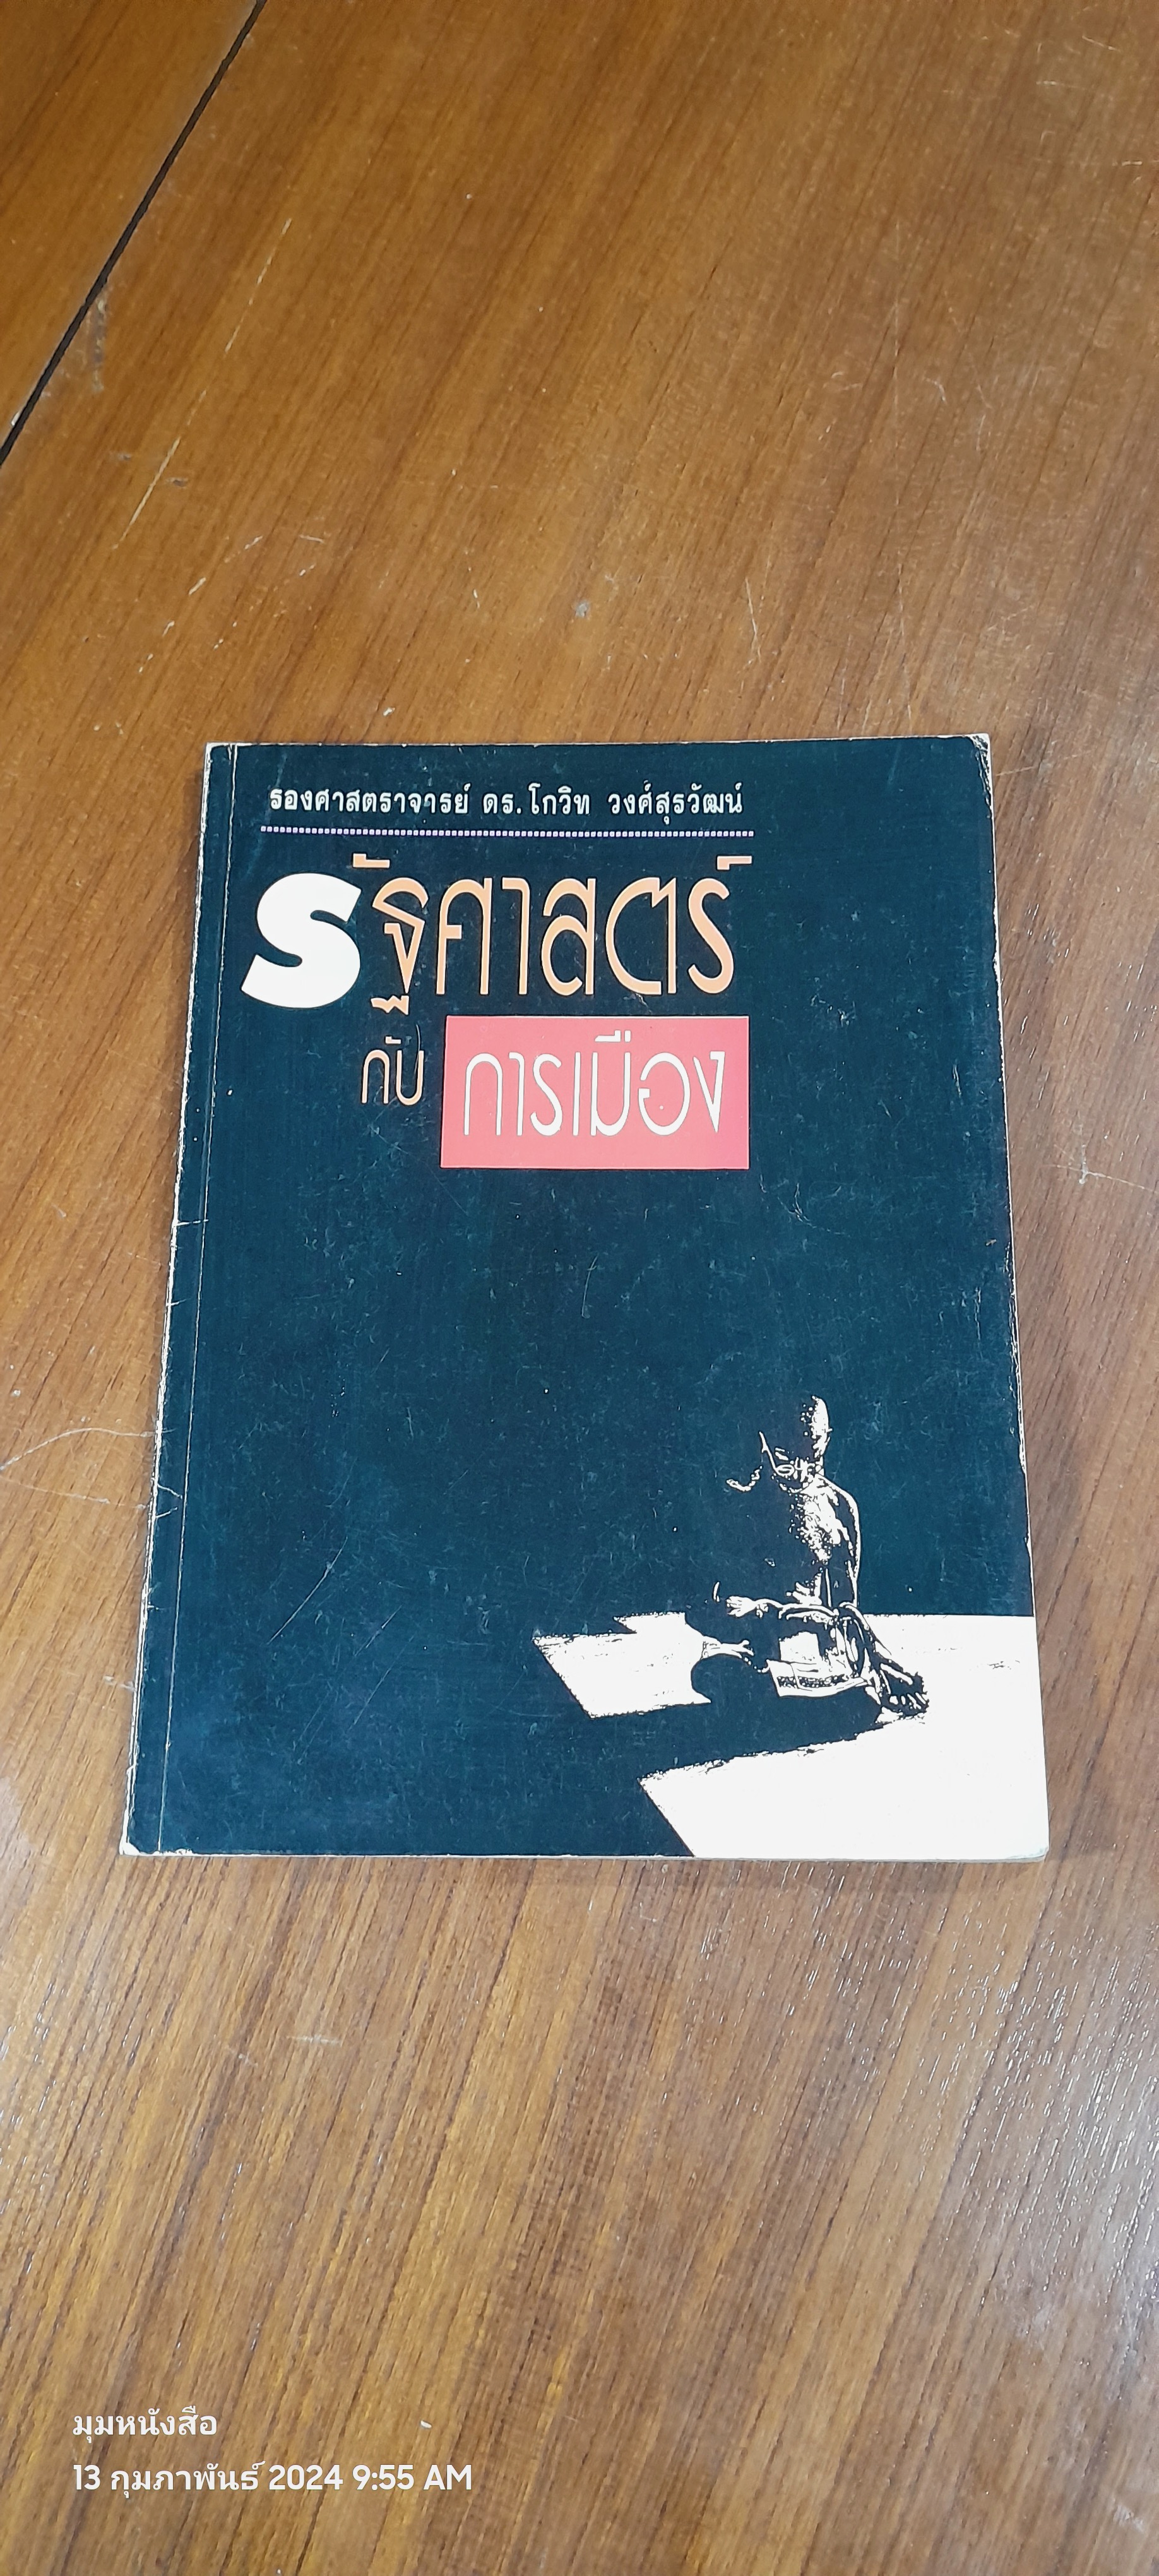 รองศาสตราจารย์ ดร. โกวิท วงศ์สุรวัฒน์
รัฐศาสตร์
กับ การเมือง
มุมหนังสือ
13 กุมภาพันธ์ 2024 9:55 AM